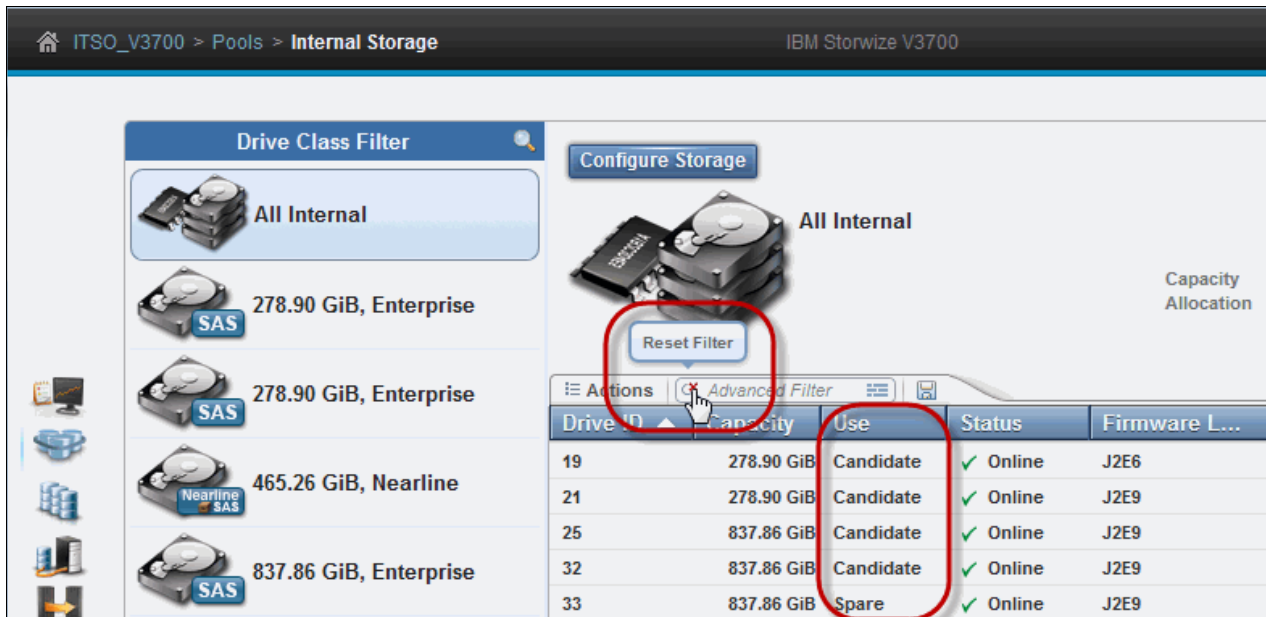 ITSO_V3700 > Pools > Internal Storage
IBM Storwize V3700
Drive Class Filter
All Internal
278.90 GiB, Enterprise
SAS
278.90 GiB, Enterprise
SAS
465.26 GiB, Nearline
Nearline
SAS
837.86 GiB, Enterprise
SAS
Configure Storage
All Internal
Capacity
Allocation
Reset Filter
Actions Advanced Filter
Drive ID Capacity Use Status Firmware L...
19 278.90 GiB Candidate Online J2E6
21 278.90 GiB Candidate Online J2E9
25 837.86 GiB Candidate Online J2E9
32 837.86 GiB Candidate Online J2E9
33 837.86 GiB Spare Online J2E9